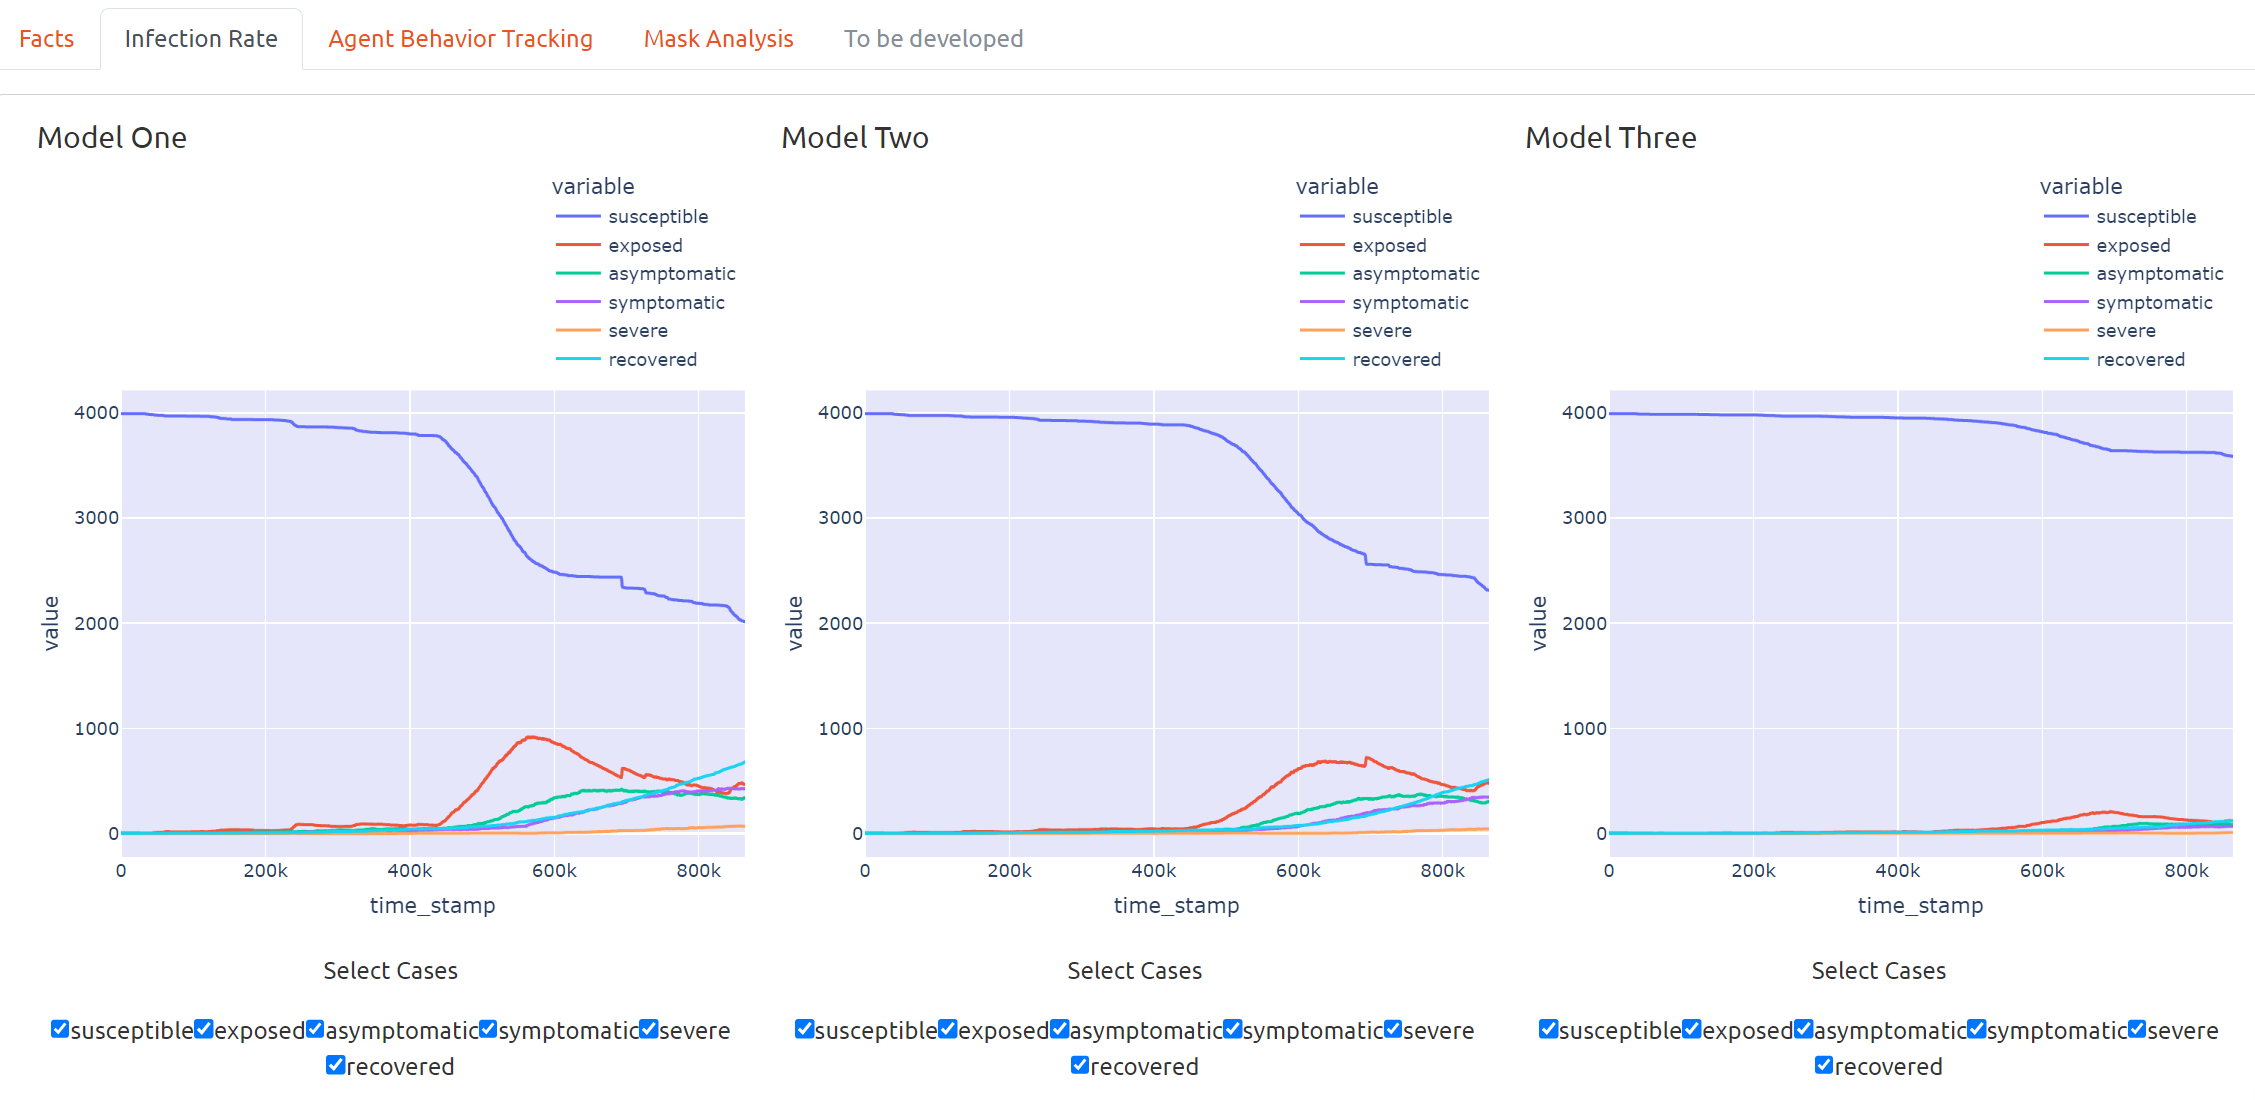 Facts Infection Rate Agent Behavior Tracking Mask Analysis To be developed
Model One
variable
susceptible
exposed
asymptomatic
symptomatic
severe
recovered
4000
3000
2000
1000
0
value
0 200k 400k 600k 800k
time_stamp
Select Cases
susceptible exposed asymptomatic symptomatic severe
recovered
Model Two
variable
susceptible
exposed
asymptomatic
symptomatic
severe
recovered
4000
3000
2000
1000
0
value
0 200k 400k 600k 800k
time_stamp
Select Cases
susceptible exposed asymptomatic symptomatic severe
recovered
Model Three
variable
susceptible
exposed
asymptomatic
symptomatic
severe
recovered
4000
3000
2000
1000
0
value
0 200k 400k 600k 800k
time_stamp
Select Cases
susceptible exposed asymptomatic symptomatic severe
recovered